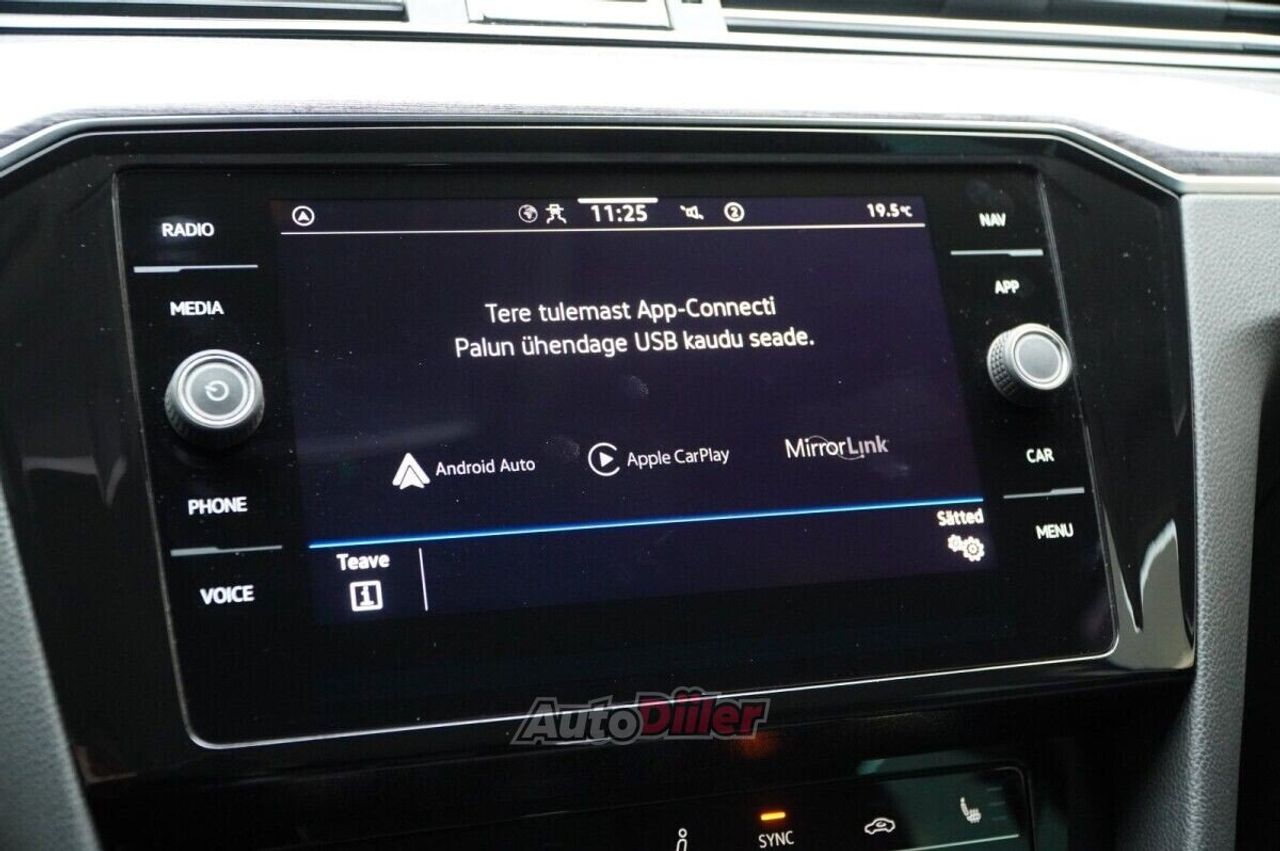 RADIO
MEDIA
PHONE
VOICE
11:25
2
19.5°C
Tere tulemast App-Connecti
Palun ühendage USB kaudu seade.
Android Auto
Apple CarPlay
MirrorLink
Teave
Sätted
NAV
APP
CAR
MENU
AutoDiiler
SYNC